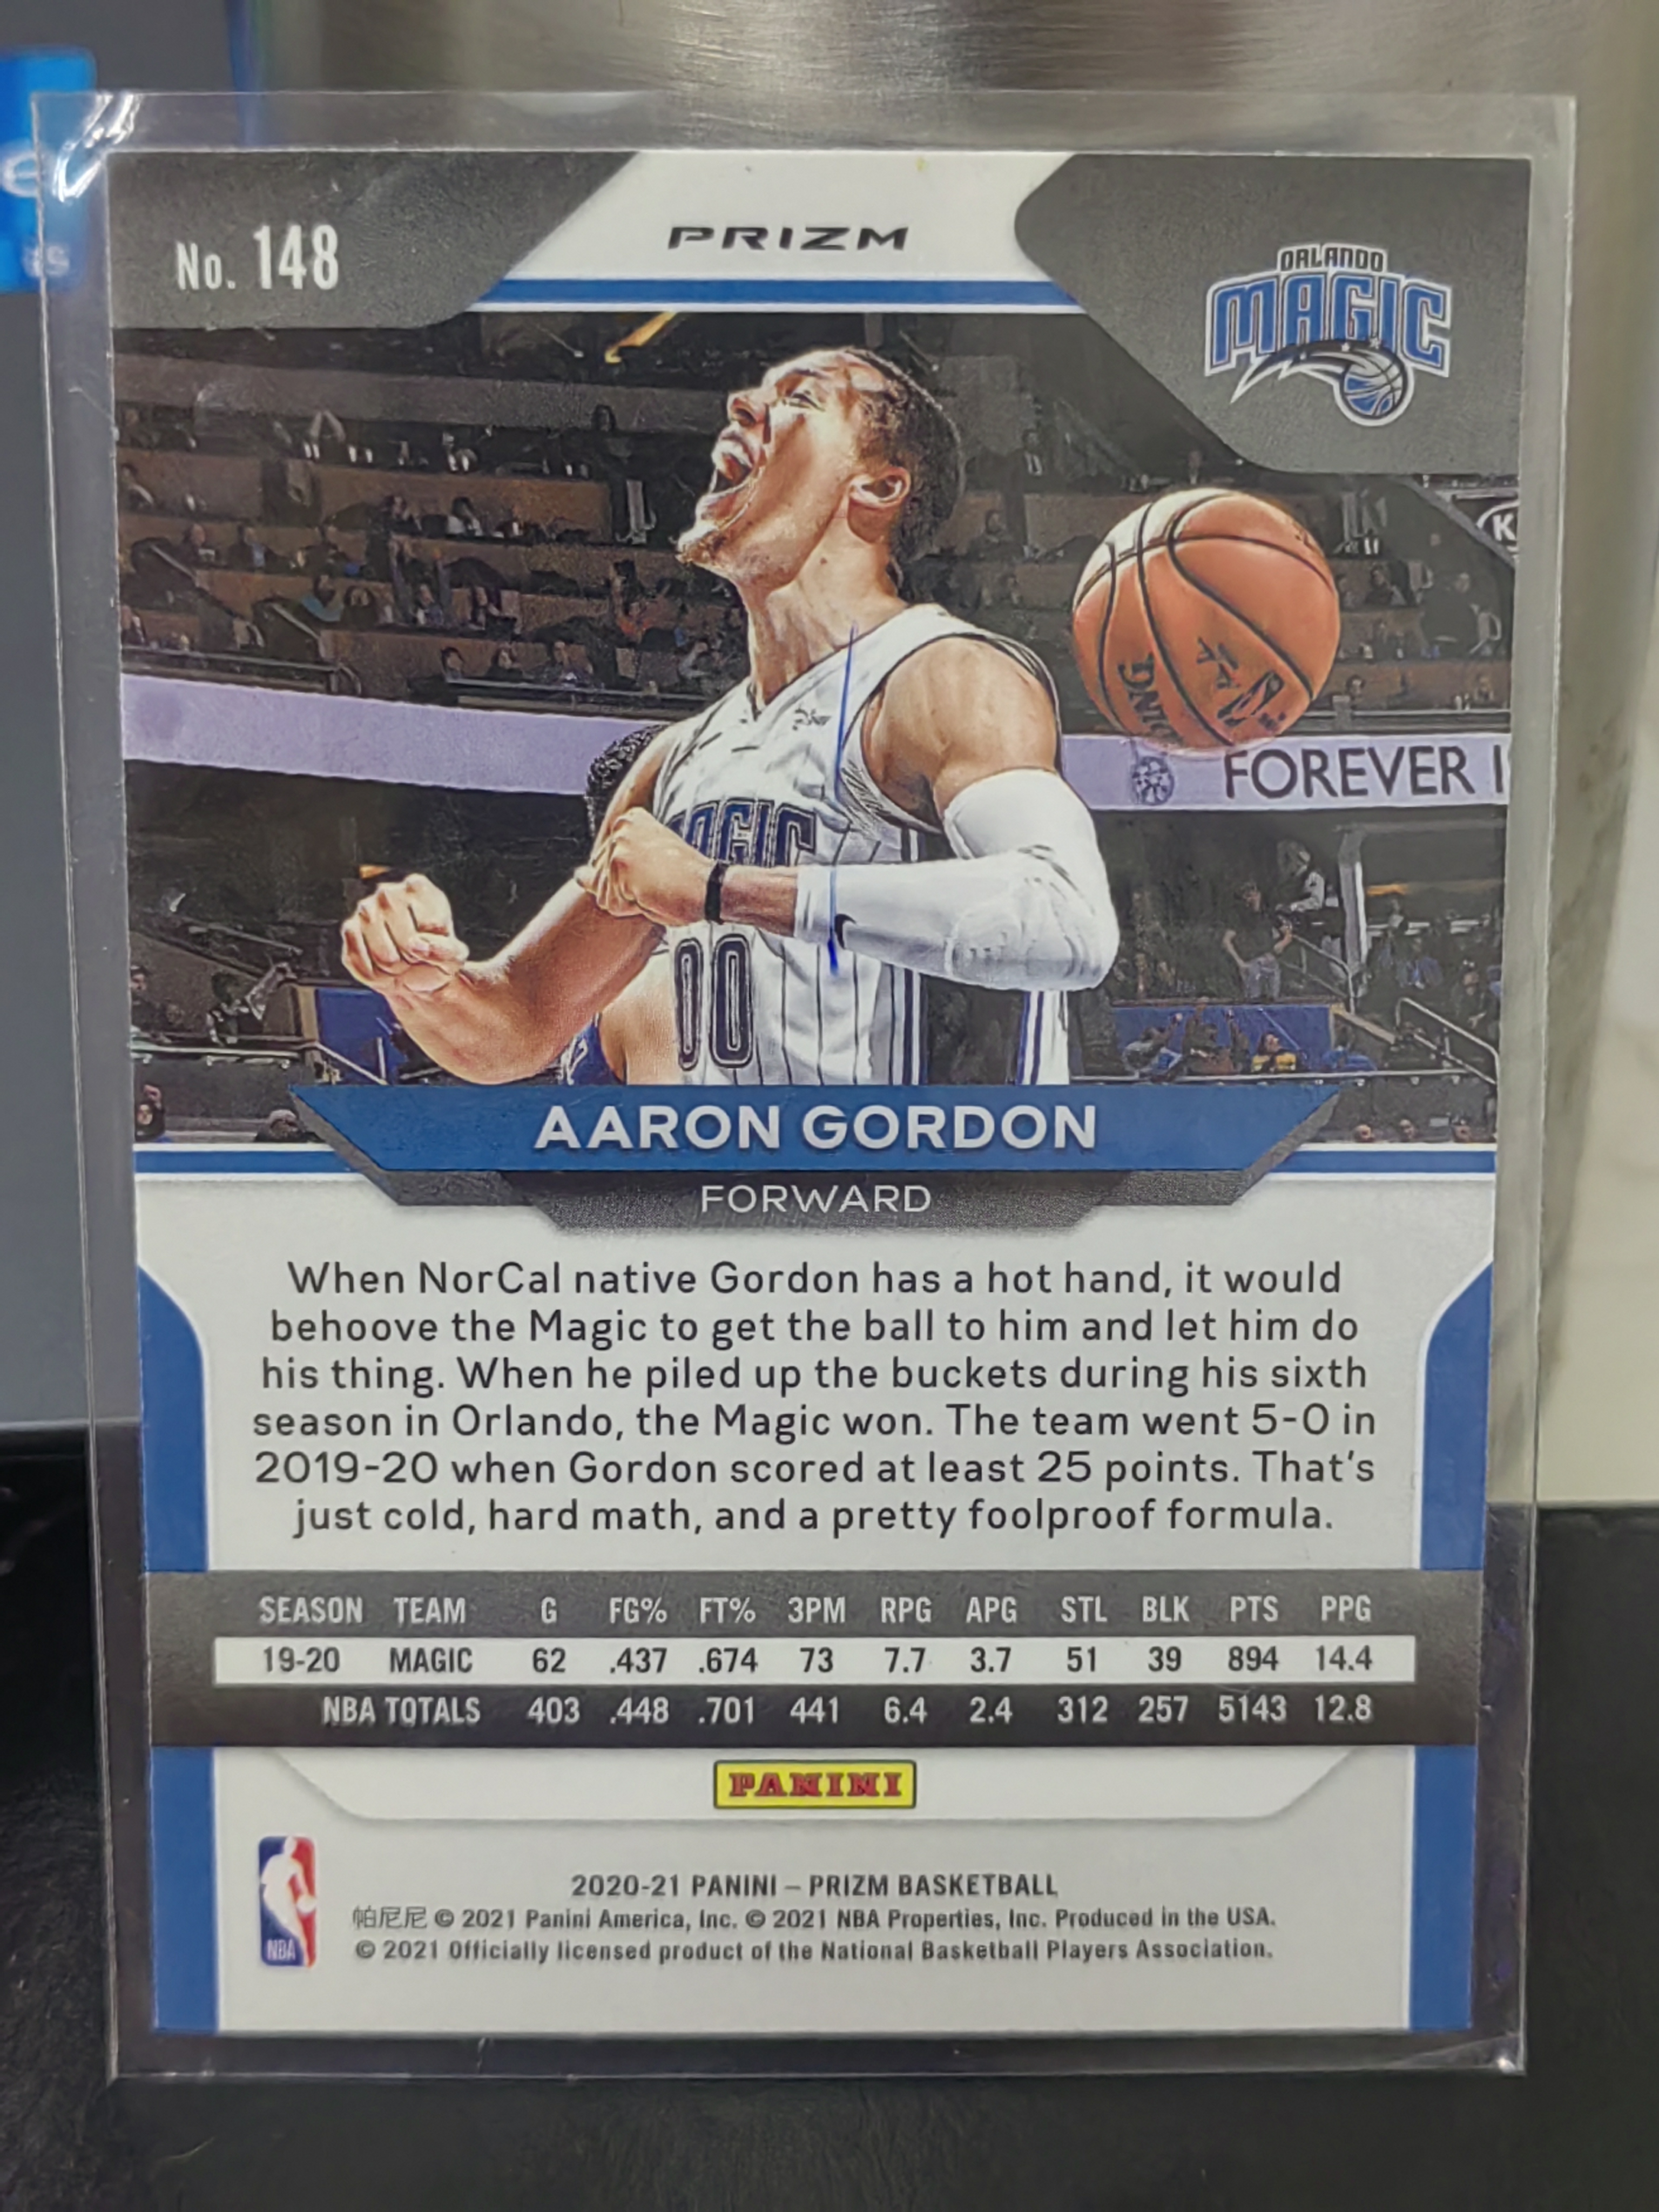 No. 148
PRIZM
ORLANDO
MAGIC
FOREVER
MAGIC
00
AARON GORDON
FORWARD
When NorCal native Gordon has a hot hand, it would
behoove the Magic to get the ball to him and let him do
his thing. When he piled up the buckets during his sixth
season in Orlando, the Magic won. The team went 5-0 in
2019-20 when Gordon scored at least 25 points. That's
just cold, hard math, and a pretty foolproof formula.
SEASON TEAM G FG% FT% 3PM RPG APG STL BLK PTS PPG
19-20 MAGIC 62 .437 .674 73 7.7 3.7 51 39 894 14.4
NBA TOTALS 403 .448 .701 441 6.4 2.4 312 257 5143 12.8
PANINI
NBA
2020-21 PANINI – PRIZM BASKETBALL
帕尼尼 © 2021 Panini America, Inc. © 2021 NBA Properties, Inc. Produced in the USA.
© 2021 Officially licensed product of the National Basketball Players Association.